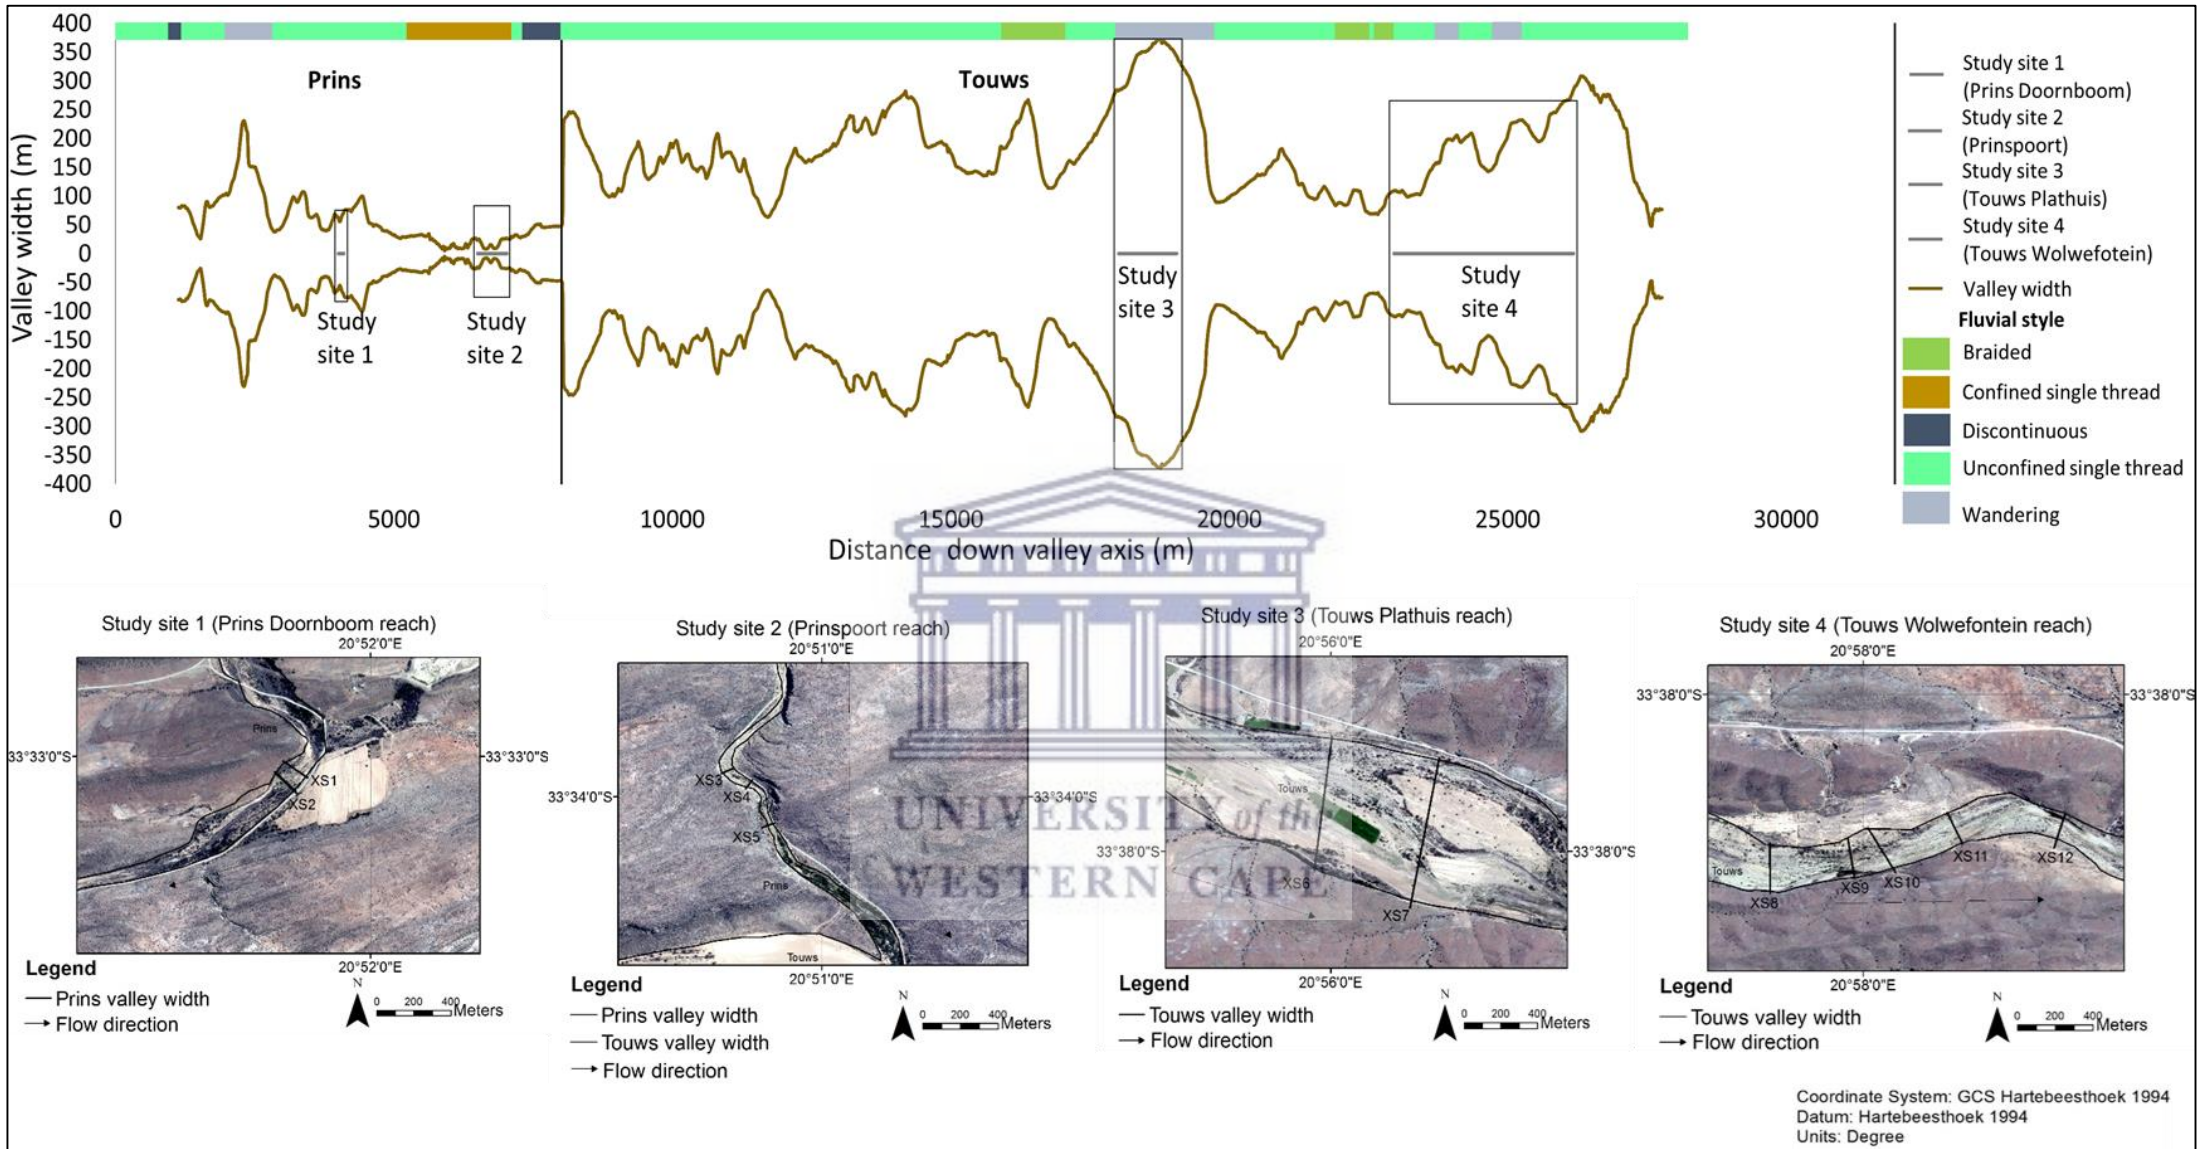 400
350
300
250
200
150
100
50
0
-50
-100
-150
-200
-250
-300
-350
-400
Valley width (m)
Prins
Touws
Study
site 1
Study
site 2
Study
site 3
Study
site 4
0
5000
10000
15000
20000
25000
30000
Distance down valley axis (m)
Study site 1
(Prins Doornboom)
Study site 2
(Prinspoort)
Study site 3
(Touws Plathuis)
Study site 4
(Touws Wolwefotein)
Valley width
Fluvial style
Braided
Confined single thread
Discontinuous
Unconfined single thread
Wandering
UNIVERSITY of the
WESTERN CAPE
Study site 1 (Prins Doornboom reach)
20°52'0"E
33°33'0"S
33°33'0"S
Prins
XS1
XS2
20°52'0"E
Legend
Prins valley width
Flow direction
N
0 200 400
Meters
Study site 2 (Prinspoort reach)
20°51'0"E
33°34'0"S
33°34'0"S
XS3
XS4
XS5
Prins
Touws
20°51'0"E
Legend
Prins valley width
Touws valley width
Flow direction
N
0 200 400
Meters
Study site 3 (Touws Plathuis reach)
20°56'0"E
33°38'0"S
33°38'0"S
Touws
XS6
XS7
20°56'0"E
Legend
Touws valley width
Flow direction
N
0 200 400
Meters
Study site 4 (Touws Wolwefontein reach)
20°58'0"E
33°38'0"S
33°38'0"S
Touws
XS8
XS9
XS10
XS11
XS12
20°58'0"E
Legend
Touws valley width
Flow direction
N
0 200 400
Meters
Coordinate System: GCS Hartebeesthoek 1994
Datum: Hartebeesthoek 1994
Units: Degree